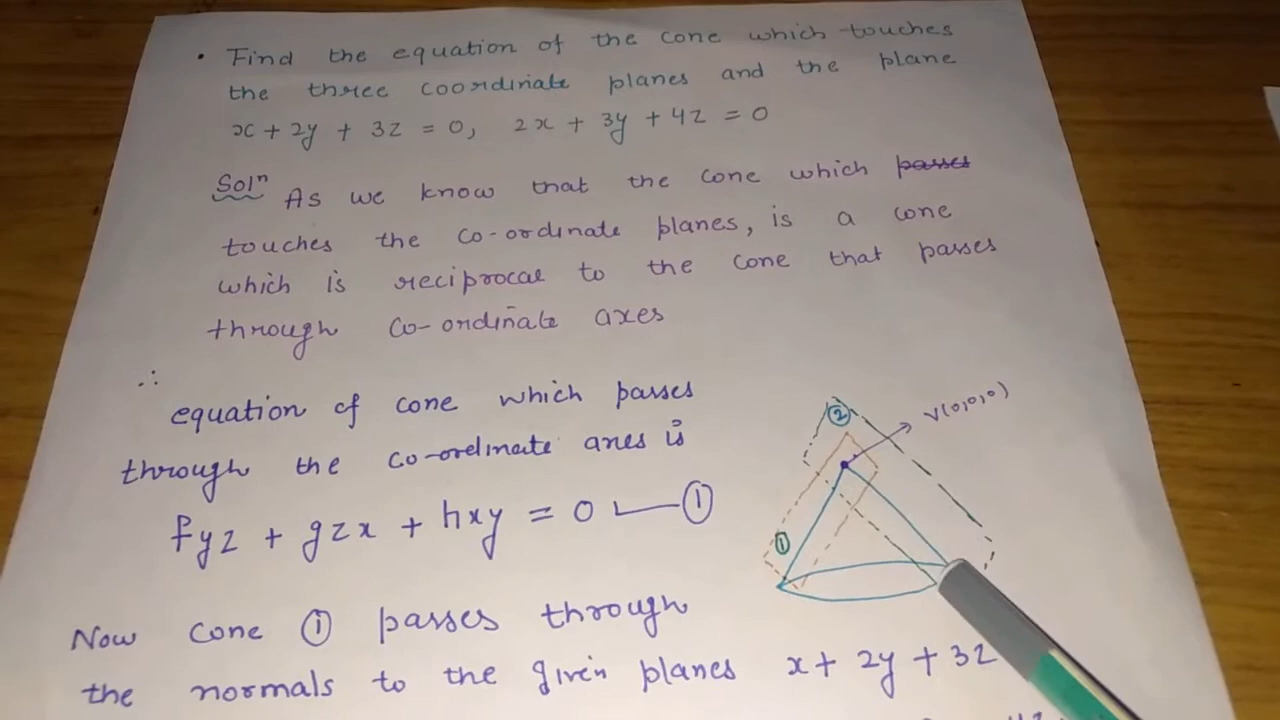 • Find the equation of the cone which touches
the three coordinate planes and the plane
x + 2y + 3z = 0, 2x + 3y + 4z = 0
Solⁿ As we know that the cone which passes
touches the co-ordinate planes, is a cone
which is reciprocal to the cone that passes
through co-ordinate axes
∴
equation of cone which passes
through the co-ordinate axes is
fyz + gzx + hxy = 0 — ①
②
V(0,0,0)
①
Now cone ① passes through
the normals to the given planes x + 2y + 3z